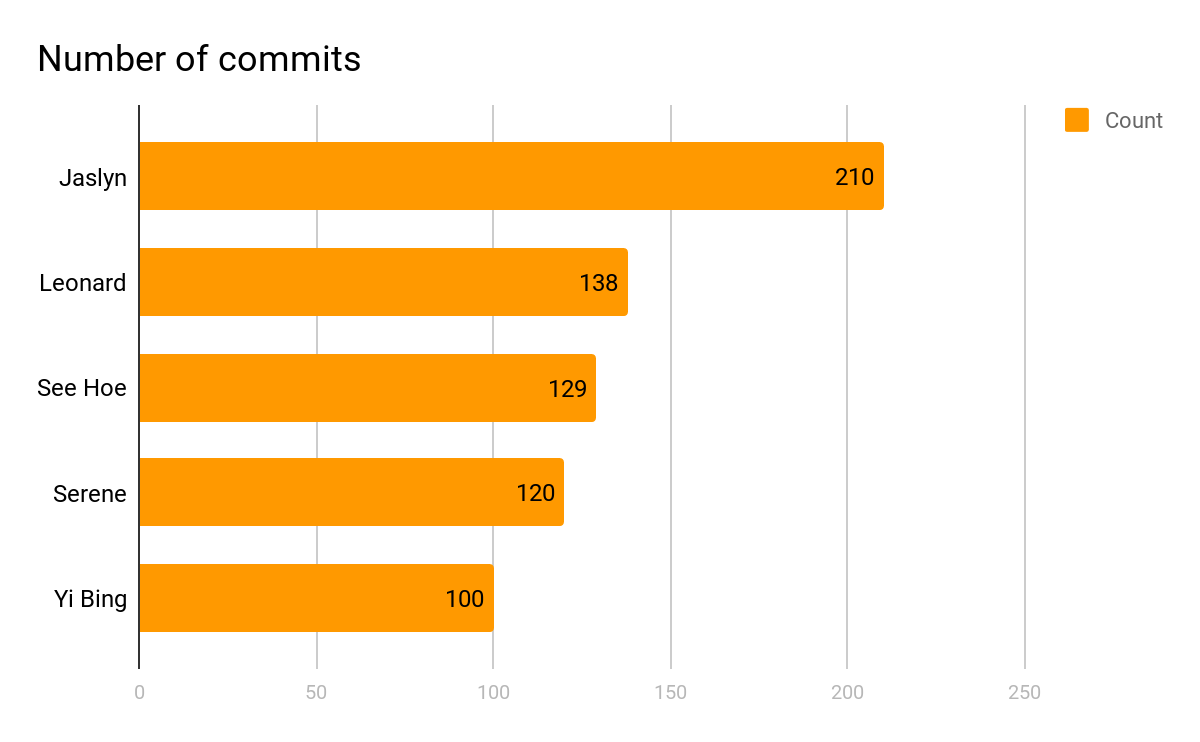 Number of commits
Count
Jaslyn 210
Leonard 138
See Hoe 129
Serene 120
Yi Bing 100
0 50 100 150 200 250